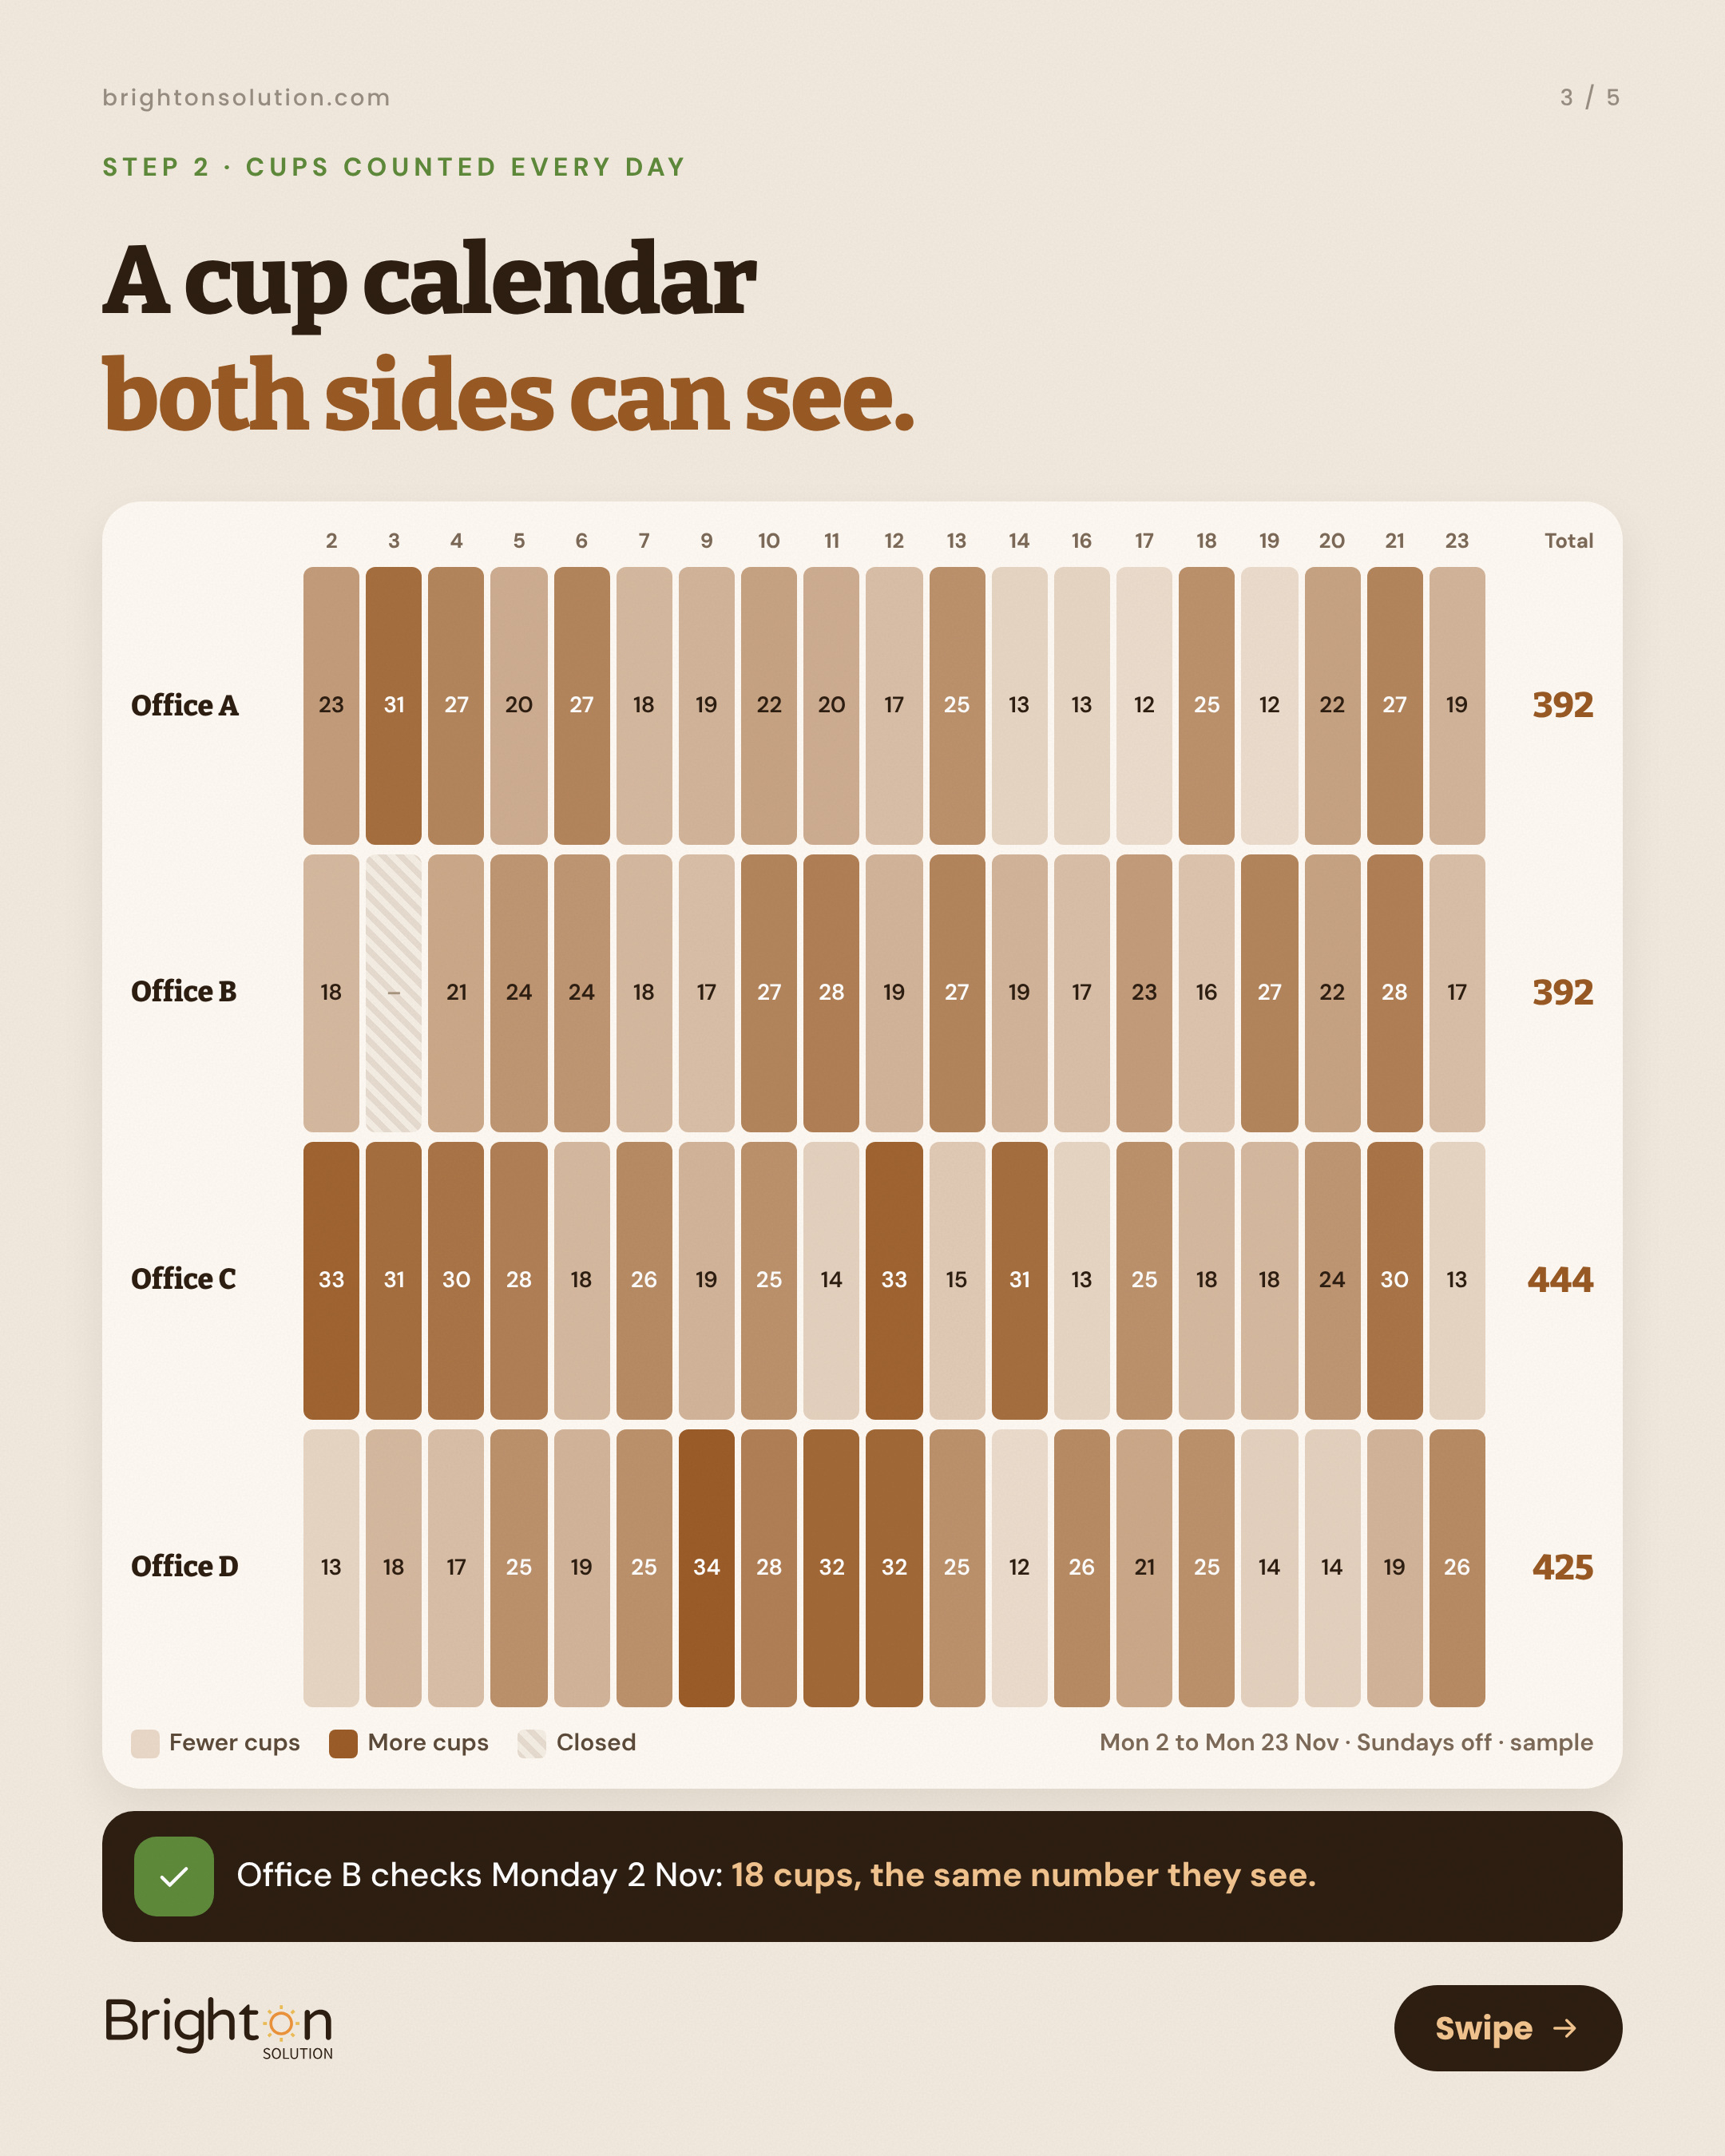 brightonsolution.com 3 / 5
STEP 2 · CUPS COUNTED EVERY DAY
A cup calendar
both sides can see.
2 3 4 5 6 7 9 10 11 12 13 14 16 17 18 19 20 21 23 Total
Office A 23 31 27 20 27 18 19 22 20 17 25 13 13 12 25 12 22 27 19 392
Office B 18 – 21 24 24 18 17 27 28 19 27 19 17 23 16 27 22 28 17 392
Office C 33 31 30 28 18 26 19 25 14 33 15 31 13 25 18 18 24 30 13 444
Office D 13 18 17 25 19 25 34 28 32 32 25 12 26 21 25 14 14 19 26 425
Fewer cups More cups Closed Mon 2 to Mon 23 Nov · Sundays off · sample
Office B checks Monday 2 Nov: 18 cups, the same number they see.
Brighton
SOLUTION
Swipe →